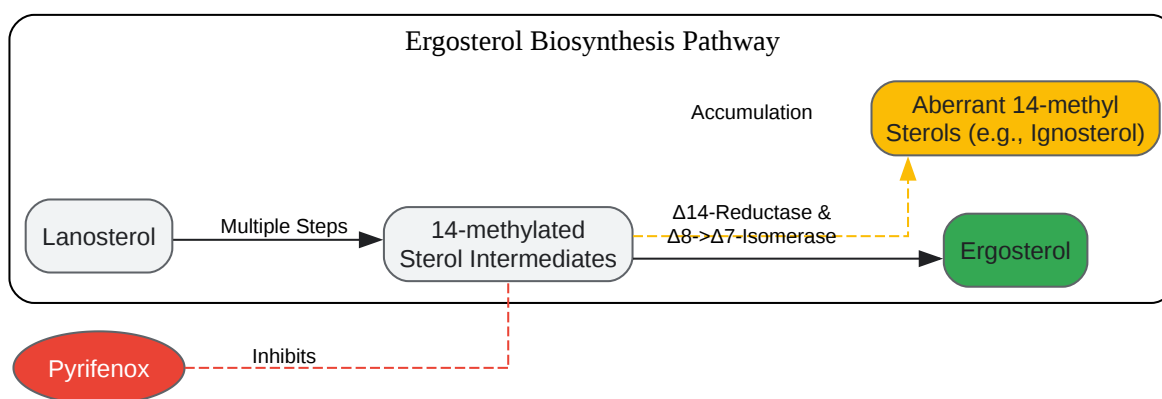 Ergosterol Biosynthesis Pathway
Accumulation
Aberrant 14-methyl
Sterols (e.g., Ignosterol)
Lanosterol
Multiple Steps
14-methylated
Sterol Intermediates
Δ14-Reductase &
Δ8->Δ7-Isomerase
Ergosterol
Pyrifenox
Inhibits